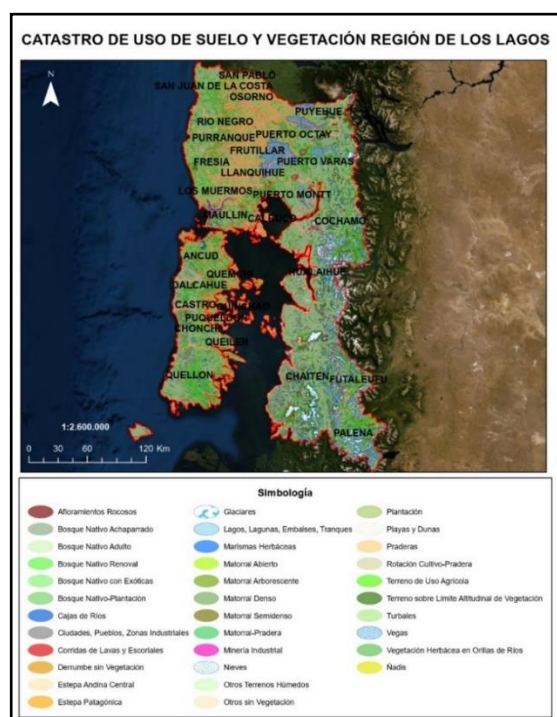 CATASTRO DE USO DE SUELO Y VEGETACIÓN REGIÓN DE LOS LAGOS
N
SAN PABLO
SAN JUAN DE LA COSTA
OSORNO
PUYEHUE
RIO NEGRO
PUERTO OCTAY
PURRANQUE
FRUTILLAR
FRESIA
PUERTO VARAS
LLANQUIHUE
LOS MUERMOS
PUERTO MONTT
MAULLIN
CALBUCO
COCHAMO
ANCUD
HUALAIHUE
QUEMCHI
DALCAHUE
CASTRO
QUINCHAO
PUQUELDON
CHONCHI
QUEILEN
QUELLON
CHAITEN
FUTALEUFU
PALENA
1:2.600.000
0 30 60 120 Km
Simbología
Afloramientos Rocosos
Bosque Nativo Achaparrado
Bosque Nativo Adulto
Bosque Nativo Renoval
Bosque Nativo con Exóticas
Bosque Nativo-Plantación
Cajas de Ríos
Ciudades, Pueblos, Zonas Industriales
Corridas de Lavas y Escoriales
Derrumbe sin Vegetación
Estepa Andina Central
Estepa Patagónica
Glaciares
Lagos, Lagunas, Embalses, Tranques
Marismas Herbáceas
Matorral Abierto
Matorral Arborescente
Matorral Denso
Matorral Semidenso
Matorral-Pradera
Minería Industrial
Nieves
Otros Terrenos Húmedos
Otros sin Vegetación
Plantación
Playas y Dunas
Praderas
Rotación Cultivo-Pradera
Terreno de Uso Agrícola
Terreno sobre Límite Altitudinal de Vegetación
Turbales
Vegas
Vegetación Herbácea en Orillas de Ríos
Ñadis